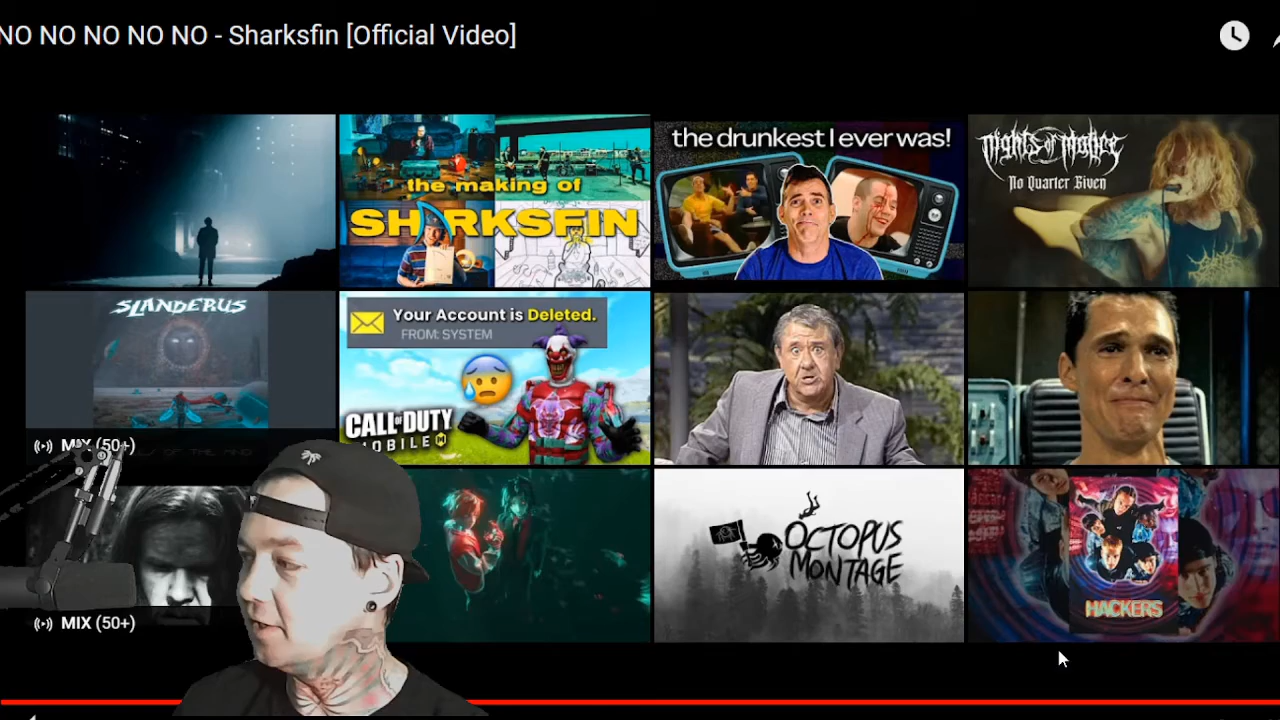 NO NO NO NO NO - Sharksfin [Official Video]
the making of
SHARKSFIN
the drunkest I ever was!
Nights of Malice
No Quarter Given
SLANDERUS
Your Account is Deleted.
FROM: SYSTEM
CALL OF DUTY
MOBILE
MIX (50+)
OCTOPUS
MONTAGE
HACKERS
MIX (50+)